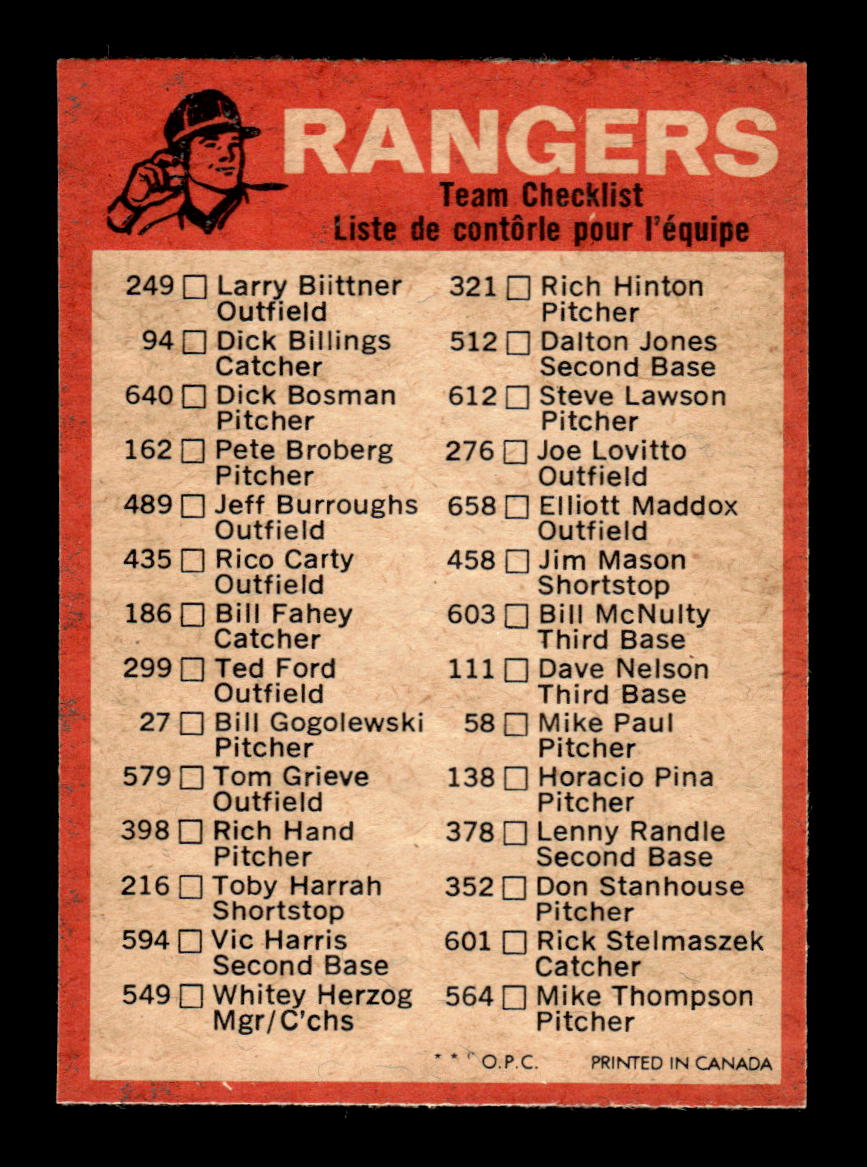 RANGERS
Team Checklist
Liste de contôrle pour l'équipe
249 □ Larry Biittner
Outfield
94 □ Dick Billings
Catcher
640 □ Dick Bosman
Pitcher
162 □ Pete Broberg
Pitcher
489 □ Jeff Burroughs
Outfield
435 □ Rico Carty
Outfield
186 □ Bill Fahey
Catcher
299 □ Ted Ford
Outfield
27 □ Bill Gogolewski
Pitcher
579 □ Tom Grieve
Outfield
398 □ Rich Hand
Pitcher
216 □ Toby Harrah
Shortstop
594 □ Vic Harris
Second Base
549 □ Whitey Herzog
Mgr/C'chs
321 □ Rich Hinton
Pitcher
512 □ Dalton Jones
Second Base
612 □ Steve Lawson
Pitcher
276 □ Joe Lovitto
Outfield
658 □ Elliott Maddox
Outfield
458 □ Jim Mason
Shortstop
603 □ Bill McNulty
Third Base
111 □ Dave Nelson
Third Base
58 □ Mike Paul
Pitcher
138 □ Horacio Pina
Pitcher
378 □ Lenny Randle
Second Base
352 □ Don Stanhouse
Pitcher
601 □ Rick Stelmaszek
Catcher
564 □ Mike Thompson
Pitcher
* * * O.P.C. PRINTED IN CANADA